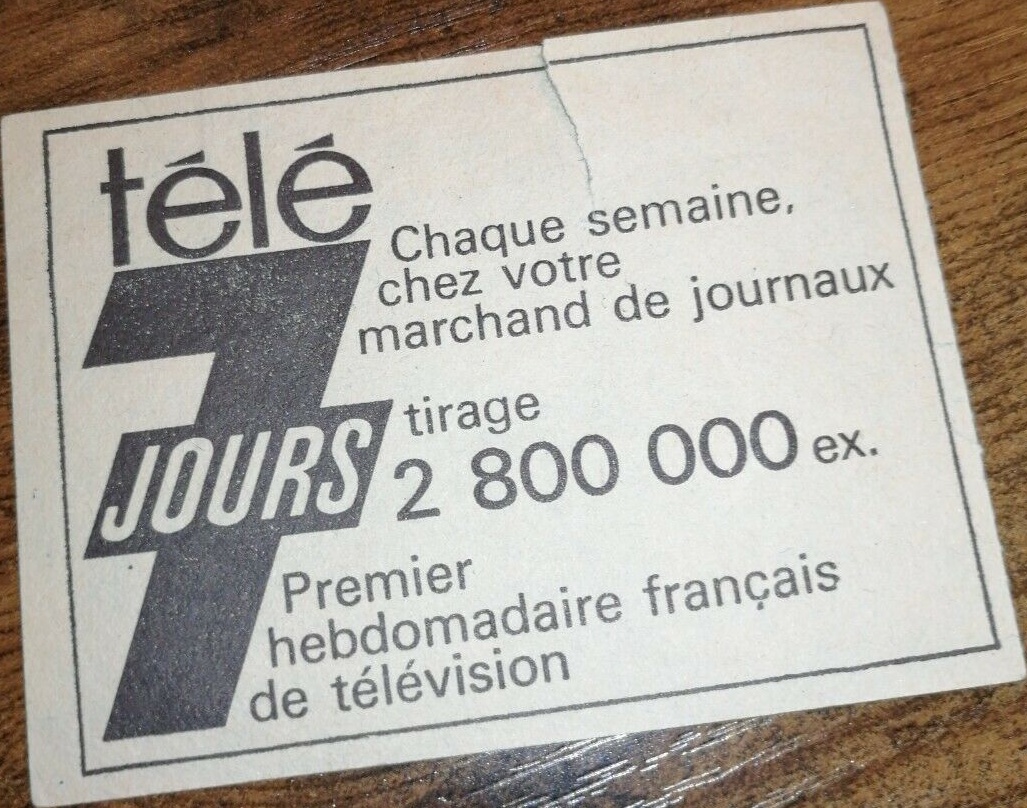 télé
7
JOURS
Chaque semaine,
chez votre
marchand de journaux
tirage
2 800 000 ex.
Premier
hebdomadaire français
de télévision